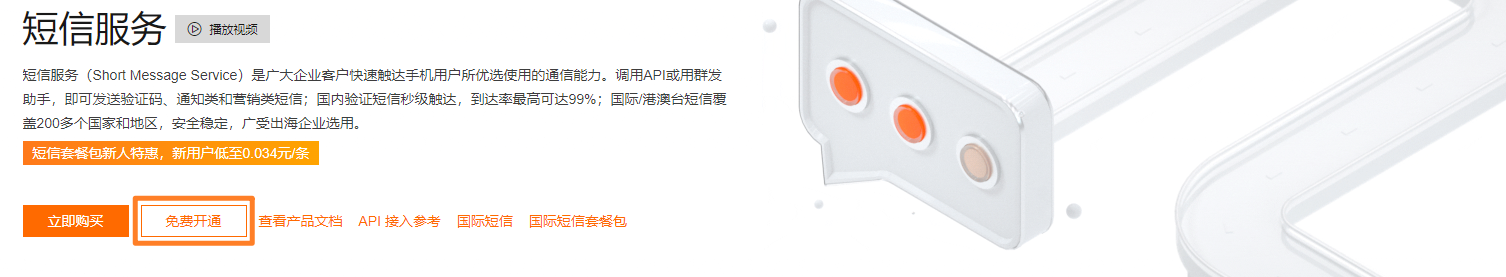 短信服务 播放视频
短信服务（Short Message Service）是广大企业客户快速触达手机用户所优选使用的通信能力。调用API或用群发
助手，即可发送验证码、通知类和营销类短信；国内验证短信秒级触达，到达率最高可达99%；国际/港澳台短信覆
盖200多个国家和地区，安全稳定，广受出海企业选用。
短信套餐包新人特惠，新用户低至0.034元/条
立即购买 免费开通 查看产品文档 API 接入参考 国际短信 国际短信套餐包